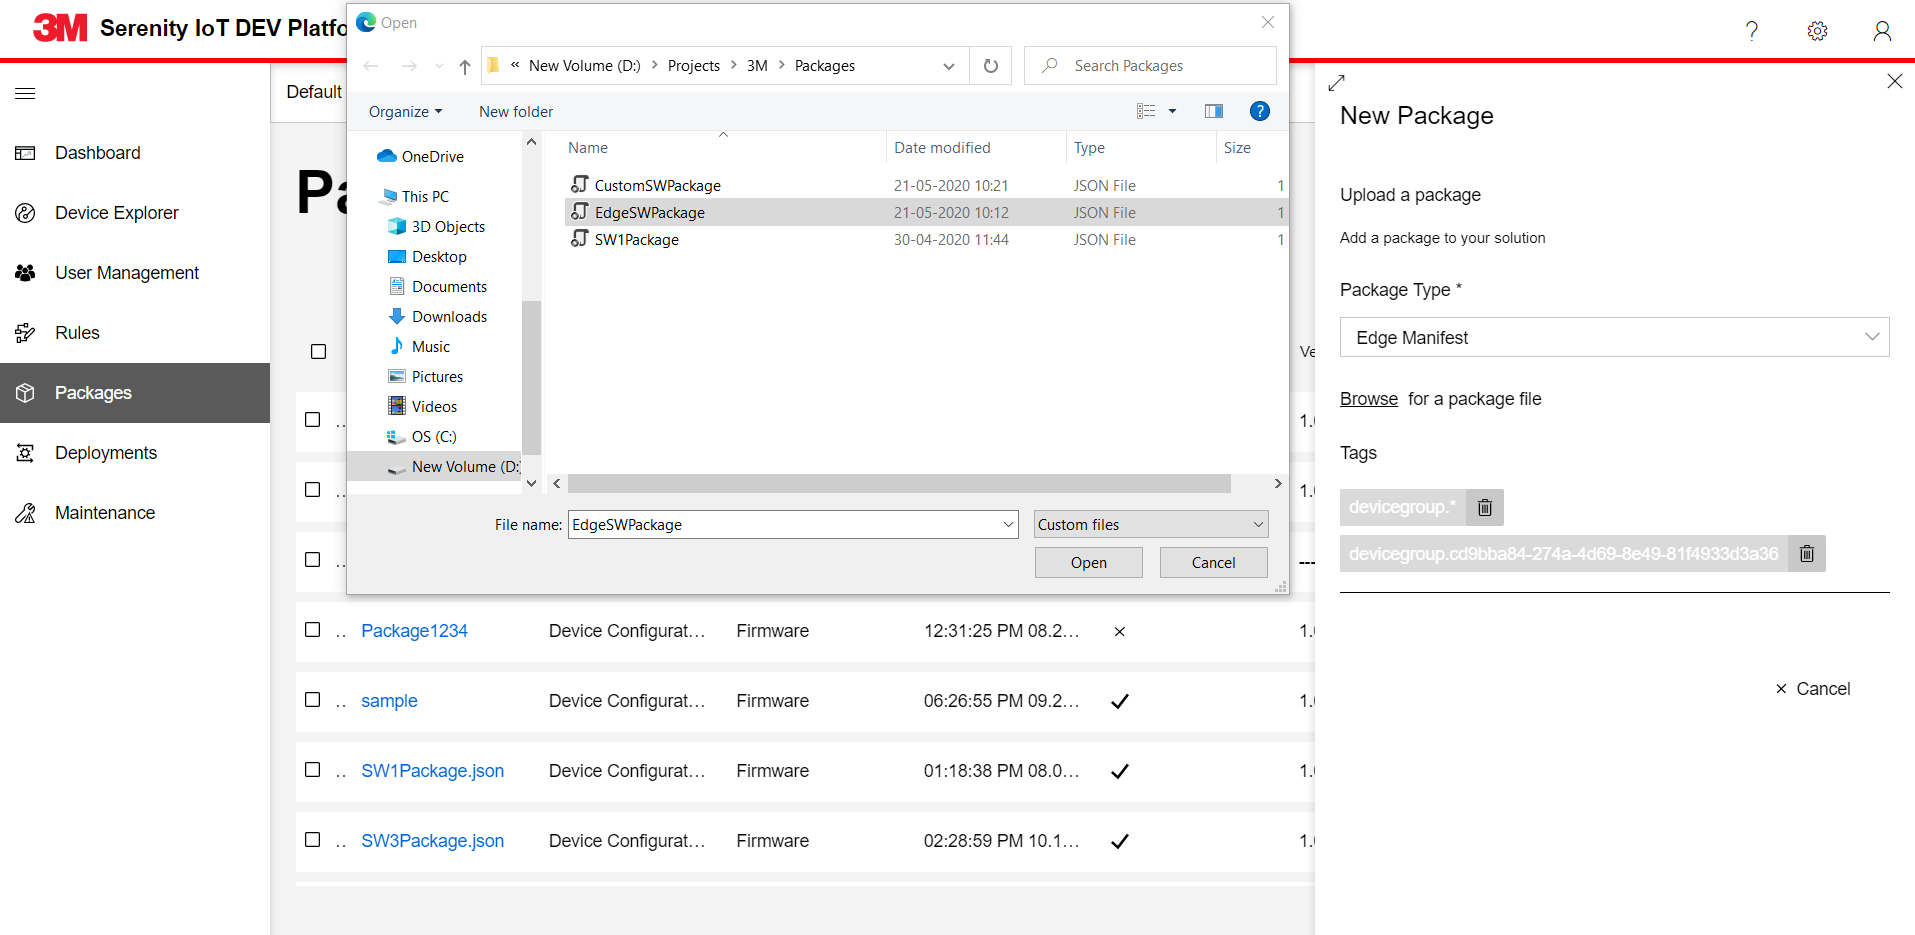 3M Serenity IoT DEV Platfo
Default
Dashboard
Device Explorer
User Management
Rules
Packages
Deployments
Maintenance
Pa
Open
« New Volume (D:) > Projects > 3M > Packages
Search Packages
Organize
New folder
?
OneDrive
This PC
3D Objects
Desktop
Documents
Downloads
Music
Pictures
Videos
OS (C:)
New Volume (D:)
Name Date modified Type Size
CustomSWPackage 21-05-2020 10:21 JSON File 1
EdgeSWPackage 21-05-2020 10:12 JSON File 1
SW1Package 30-04-2020 11:44 JSON File 1
File name: EdgeSWPackage Custom files
Open Cancel
Ve
.. 1.
.. 1.
.. ---
.. Package1234 Device Configurat... Firmware 12:31:25 PM 08.2... 1.
.. sample Device Configurat... Firmware 06:26:55 PM 09.2... 1.
.. SW1Package.json Device Configurat... Firmware 01:18:38 PM 08.0... 1.
.. SW3Package.json Device Configurat... Firmware 02:28:59 PM 10.1... 1.
?
New Package
Upload a package
Add a package to your solution
Package Type *
Edge Manifest
Browse for a package file
Tags
devicegroup.*
devicegroup.cd9bba84-274a-4d69-8e49-81f4933d3a36
Cancel